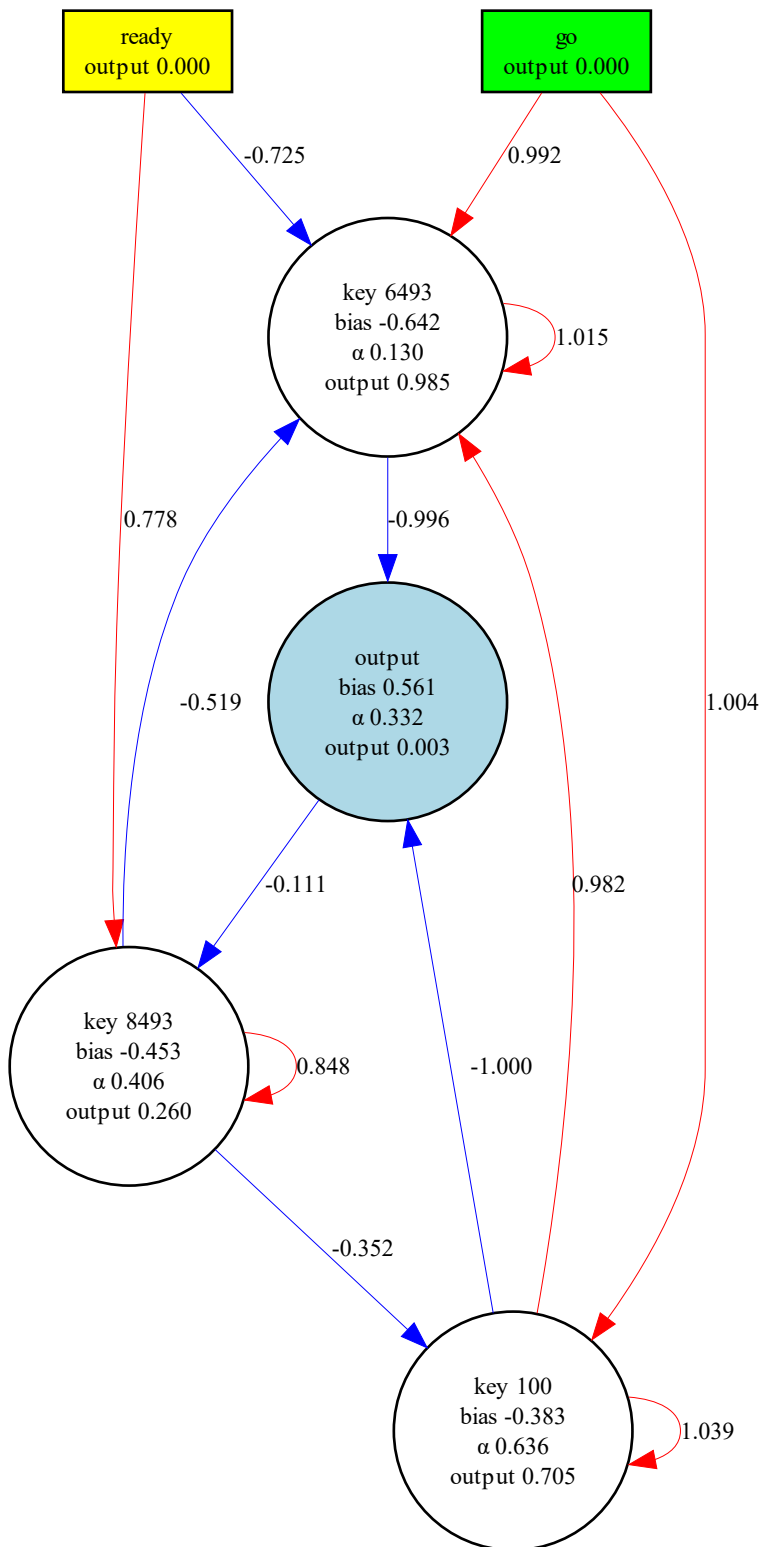 ready
output 0.000
go
output 0.000
-0.725
0.992
key 6493
bias -0.642
α 0.130
output 0.985
1.015
0.778
-0.996
output
bias 0.561
α 0.332
output 0.003
-0.519
1.004
-0.111
0.982
key 8493
bias -0.453
α 0.406
output 0.260
0.848
-1.000
-0.352
key 100
bias -0.383
α 0.636
output 0.705
1.039